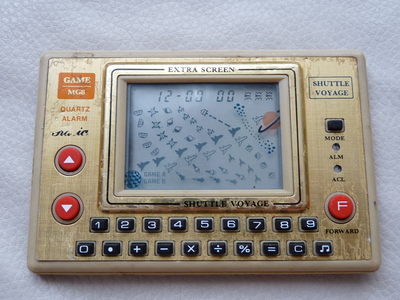 EXTRA SCREEN
GAME
MG8
SHUTTLE
VOYAGE
12-00 00
QUARTZ
ALARM
MODE
ALM
ACL
GAME A
GAME B
SHUTTLE VOYAGE
F
FORWARD
1 2 3 4 5 6 7 8 9
0 • + − × ÷ % = C ♫